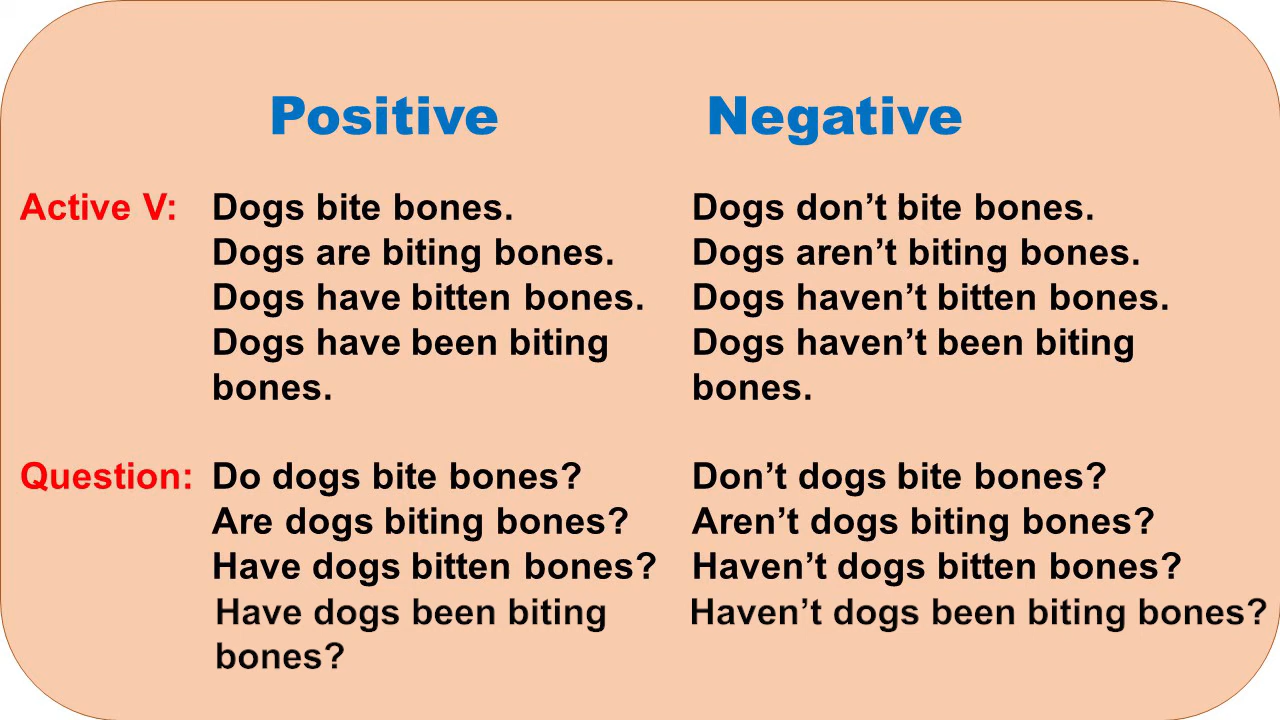 Positive Negative
Active V: Dogs bite bones. Dogs don’t bite bones.
Dogs are biting bones. Dogs aren’t biting bones.
Dogs have bitten bones. Dogs haven’t bitten bones.
Dogs have been biting Dogs haven’t been biting
bones. bones.
Question: Do dogs bite bones? Don’t dogs bite bones?
Are dogs biting bones? Aren’t dogs biting bones?
Have dogs bitten bones? Haven’t dogs bitten bones?
Have dogs been biting Haven’t dogs been biting bones?
bones?